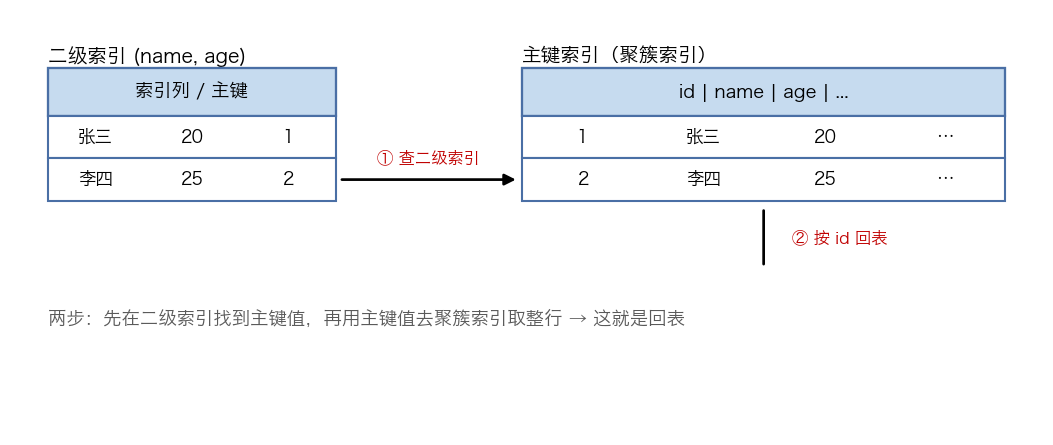 二级索引 (name, age)
索引列 / 主键
张三 20 1
李四 25 2
① 查二级索引
主键索引（聚簇索引）
id | name | age | ...
1 张三 20 ...
2 李四 25 ...
② 按 id 回表
两步：先在二级索引找到主键值，再用主键值去聚簇索引取整行 → 这就是回表